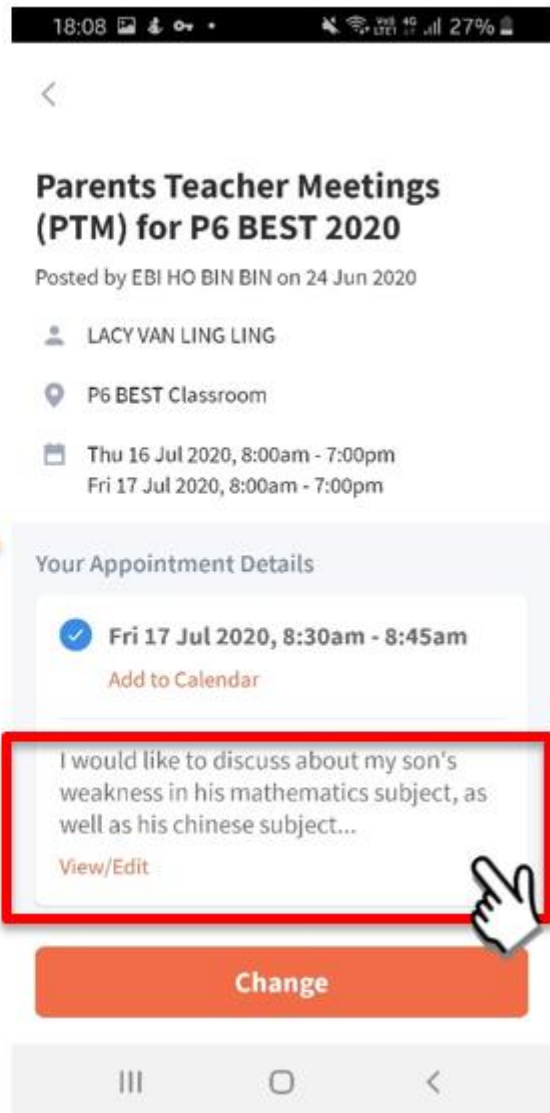 18:08 VoD LTE1 4G 27%
Parents Teacher Meetings
(PTM) for P6 BEST 2020
Posted by EBI HO BIN BIN on 24 Jun 2020
LACY VAN LING LING
P6 BEST Classroom
Thu 16 Jul 2020, 8:00am - 7:00pm
Fri 17 Jul 2020, 8:00am - 7:00pm
Your Appointment Details
Fri 17 Jul 2020, 8:30am - 8:45am
Add to Calendar
I would like to discuss about my son's
weakness in his mathematics subject, as
well as his chinese subject...
View/Edit
Change